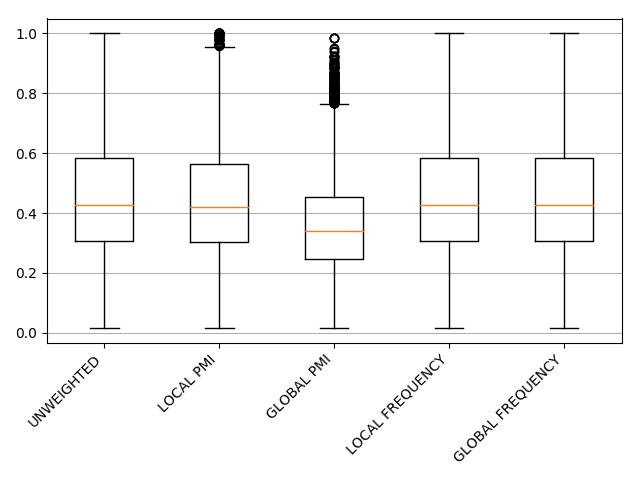 1.0
0.8
0.6
0.4
0.2
0.0
UNWEIGHTED
LOCAL PMI
GLOBAL PMI
LOCAL FREQUENCY
GLOBAL FREQUENCY